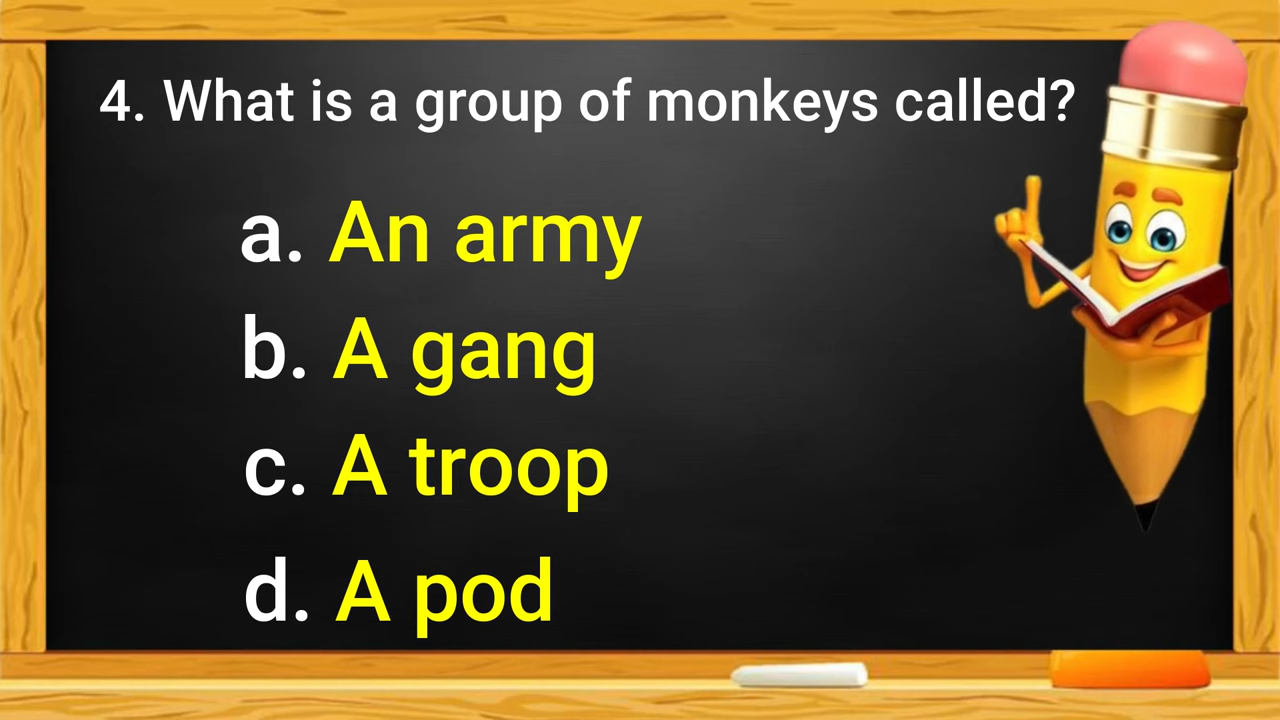 4. What is a group of monkeys called?
a. An army
b. A gang
c. A troop
d. A pod